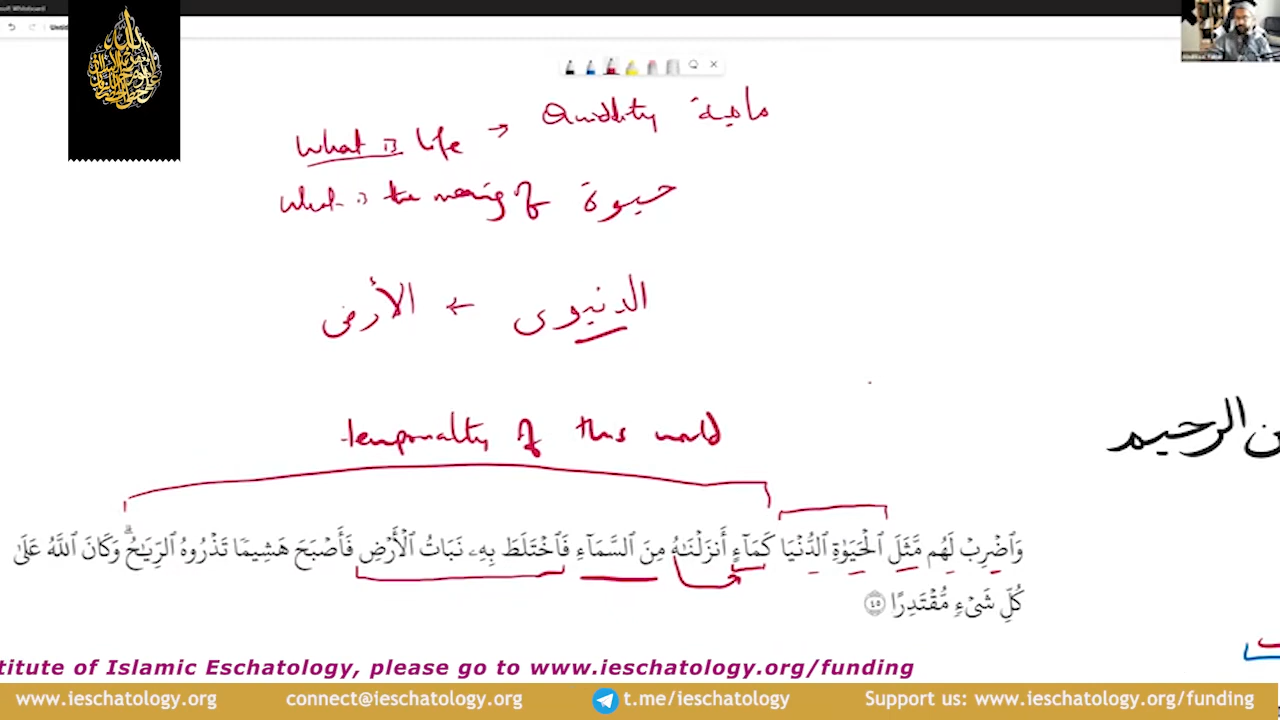 What is life → Quiddity ماهية
What is the meaning of حيوة
الدنيوى ← الأرض
temporality of this world
ن الرحيم
وَٱضْرِبْ لَهُم مَّثَلَ ٱلْحَيَوٰةِ ٱلدُّنْيَا كَمَآءٍ أَنزَلْنَـٰهُ مِنَ ٱلسَّمَآءِ فَٱخْتَلَطَ بِهِۦ نَبَاتُ ٱلْأَرْضِ فَأَصْبَحَ هَشِيمًا تَذْرُوهُ ٱلرِّيَـٰحُ ۗ وَكَانَ ٱللَّهُ عَلَىٰ
كُلِّ شَىْءٍ مُّقْتَدِرًا ٤٥
titute of Islamic Eschatology, please go to www.ieschatology.org/funding
www.ieschatology.org connect@ieschatology.org t.me/ieschatology Support us: www.ieschatology.org/funding